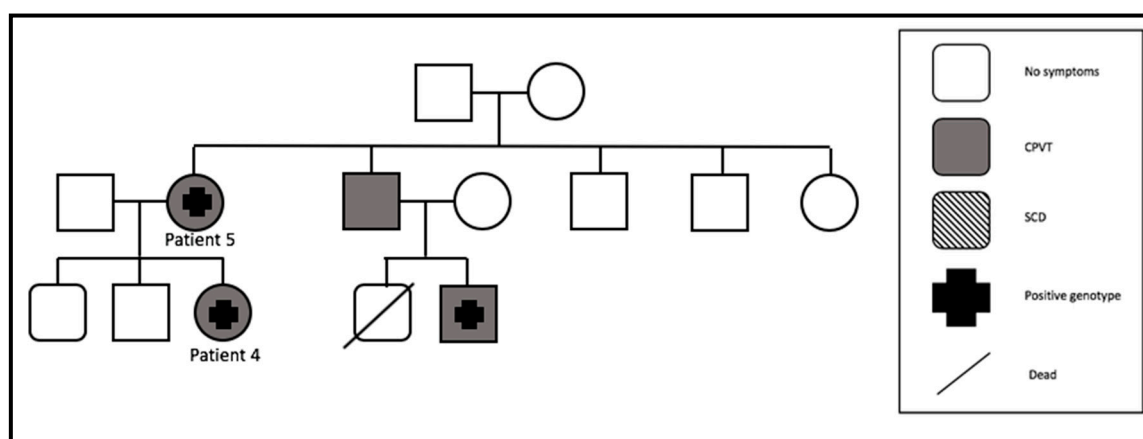 No symptoms
CPVT
SCD
Positive genotype
Dead
Patient 5
Patient 4